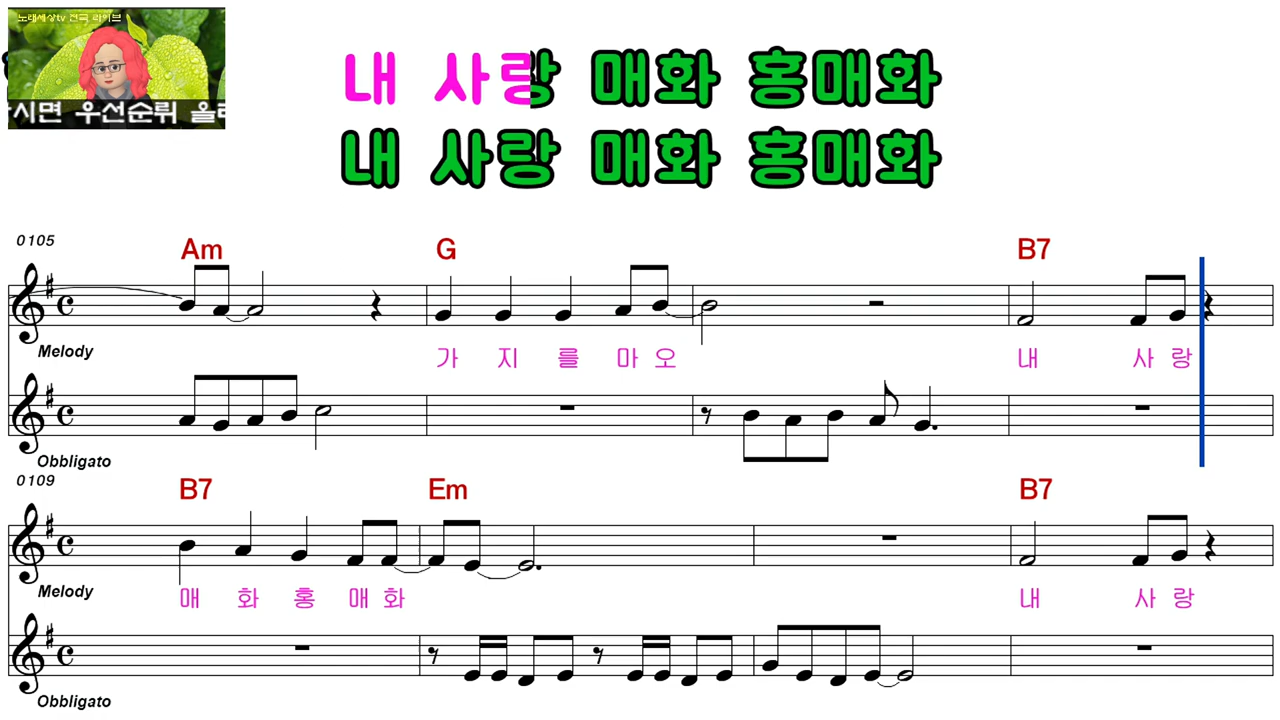 노래세상tv 전국 라이브
시면 우선순위 올려
내 사랑 매화 홍매화
내 사랑 매화 홍매화
0105
Am G B7
Melody
가 지 를 마 오 내 사 랑
Obbligato
0109
B7 Em B7
Melody
매 화 홍 매 화 내 사 랑
Obbligato